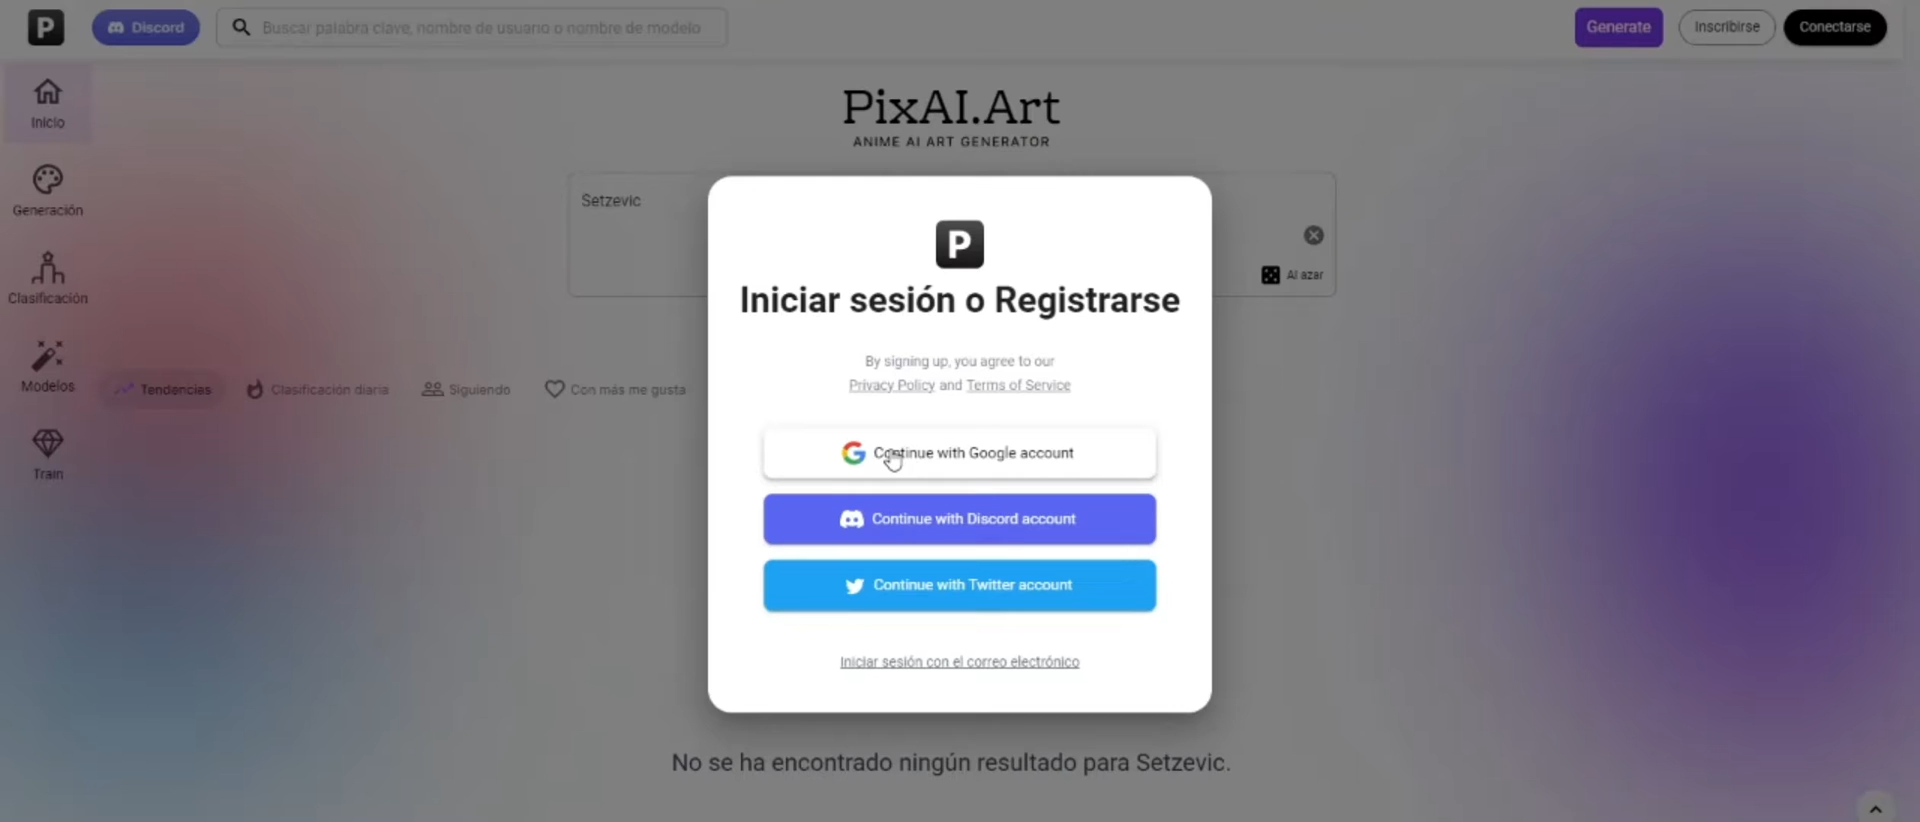 P
Discord
Buscar palabra clave, nombre de usuario o nombre de modelo
Generate
Inscribirse
Conectarse
Inicio
Generación
Clasificación
Modelos
Train
PixAI.Art
ANIME AI ART GENERATOR
Setzevic
Al azar
Tendencias
Clasificación diaria
Siguiendo
Con más me gusta
P
Iniciar sesión o Registrarse
By signing up, you agree to our
Privacy Policy and Terms of Service
Continue with Google account
Continue with Discord account
Continue with Twitter account
Iniciar sesión con el correo electrónico
No se ha encontrado ningún resultado para Setzevic.